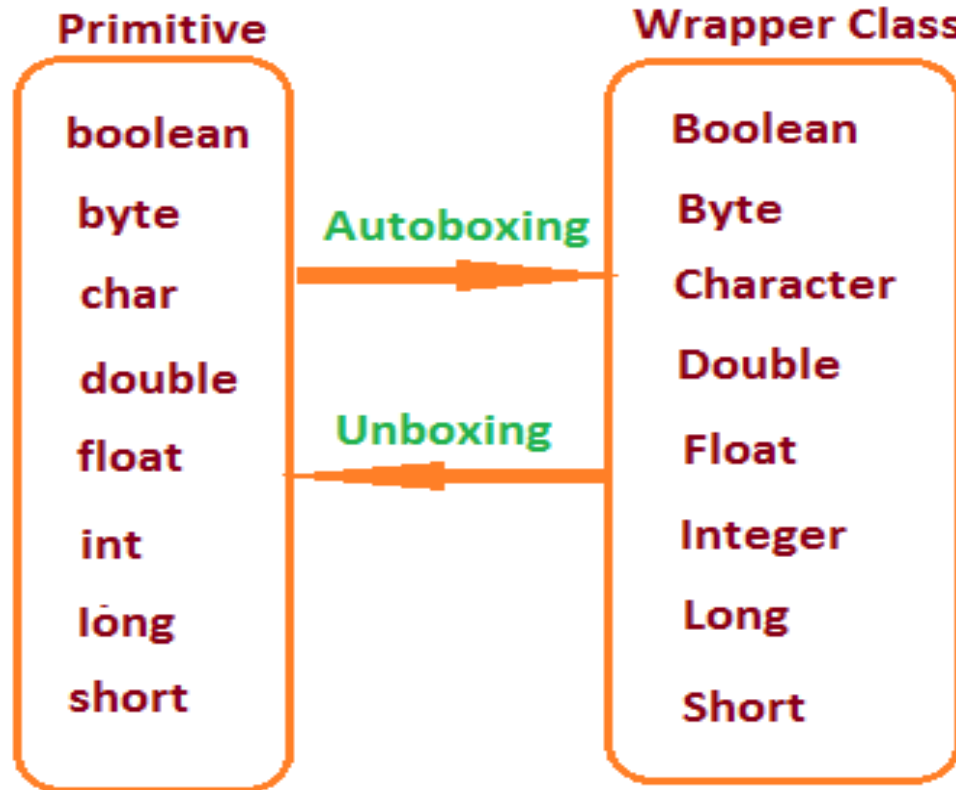 Primitive
Wrapper Class
boolean
byte
char
double
float
int
long
short
Autoboxing
Unboxing
Boolean
Byte
Character
Double
Float
Integer
Long
Short